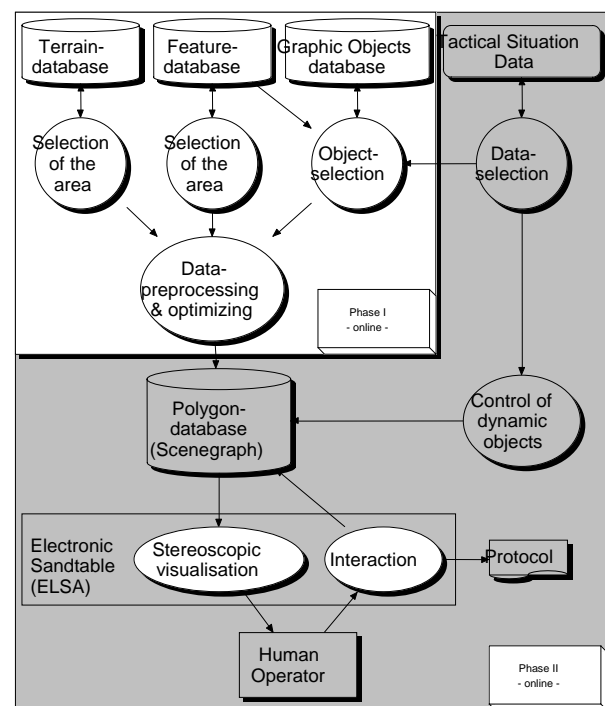 Terrain-
database
Feature-
database
Graphic Objects
database
Tactical Situation
Data
Selection
of the
area
Selection
of the
area
Object-
selection
Data-
selection
Data-
preprocessing
& optimizing
Phase I
- online -
Polygon-
database
(Scenegraph)
Control of
dynamic
objects
Electronic
Sandtable
(ELSA)
Stereoscopic
visualisation
Interaction
Protocol
Human
Operator
Phase II
- online -